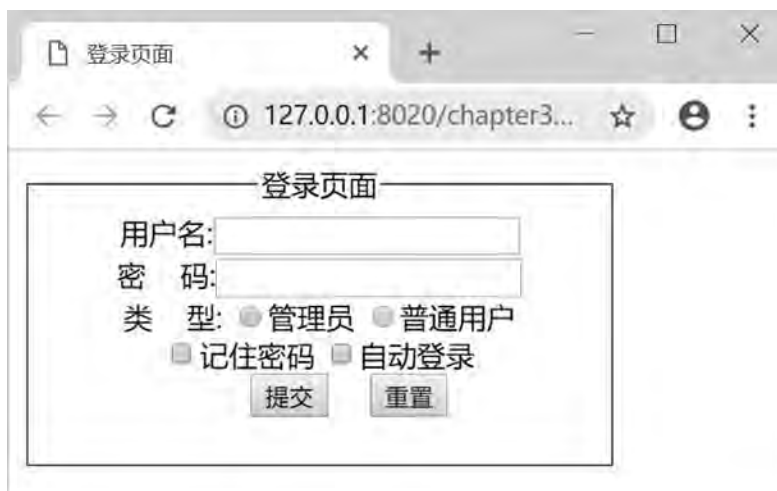 登录页面
127.0.0.1:8020/chapter3...
登录页面
用户名:
密 码:
类 型: 管理员 普通用户
记住密码 自动登录
提交 重置